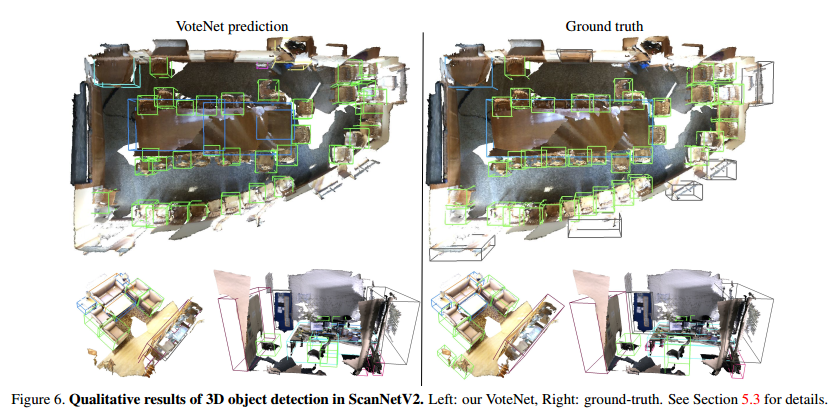 VoteNet prediction
Ground truth
Figure 6. Qualitative results of 3D object detection in ScanNetV2. Left: our VoteNet, Right: ground-truth. See Section 5.3 for details.